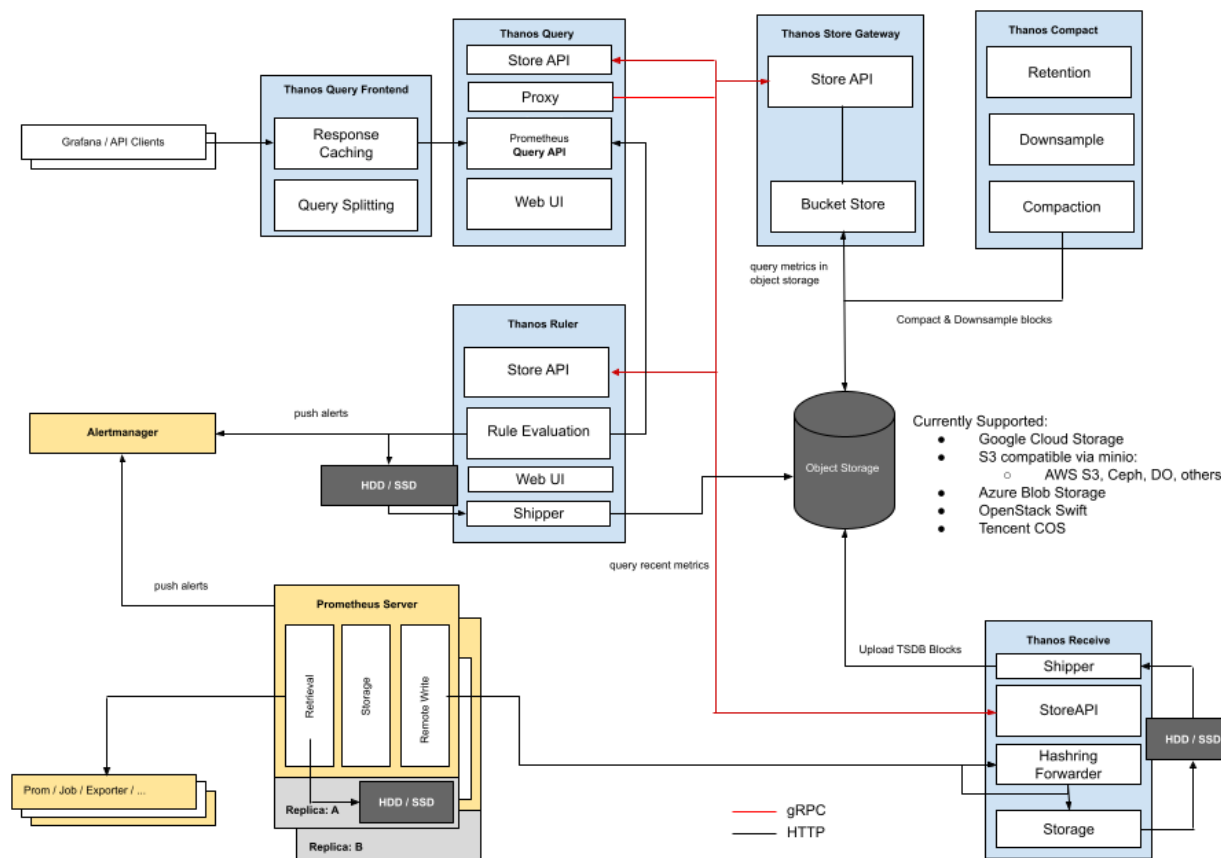 Thanos Query
Store API
Proxy
Prometheus
Query API
Web UI
Thanos Query Frontend
Response
Caching
Query Splitting
Grafana / API Clients
Thanos Store Gateway
Store API
Bucket Store
Thanos Compact
Retention
Downsample
Compaction
query metrics in
object storage
Compact & Downsample blocks
Thanos Ruler
Store API
Rule Evaluation
Web UI
Shipper
push alerts
Alertmanager
HDD / SSD
Object Storage
Currently Supported:
● Google Cloud Storage
● S3 compatible via minio:
○ AWS S3, Ceph, DO, others
● Azure Blob Storage
● OpenStack Swift
● Tencent COS
query recent metrics
push alerts
Prometheus Server
Retrieval
Storage
Remote Write
Replica: A
HDD / SSD
Replica: B
Prom / Job / Exporter / ...
Upload TSDB Blocks
Thanos Receive
Shipper
StoreAPI
Hashring
Forwarder
Storage
HDD / SSD
gRPC
HTTP